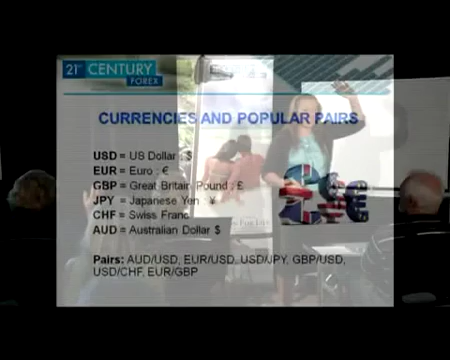 21ST CENTURY
FOREX
CURRENCIES AND POPULAR PAIRS
USD = US Dollar : $
EUR = Euro : €
GBP = Great Britain Pound : £
JPY = Japanese Yen : ¥
CHF = Swiss Franc
AUD = Australian Dollar $
Pairs: AUD/USD, EUR/USD, USD/JPY, GBP/USD,
USD/CHF, EUR/GBP